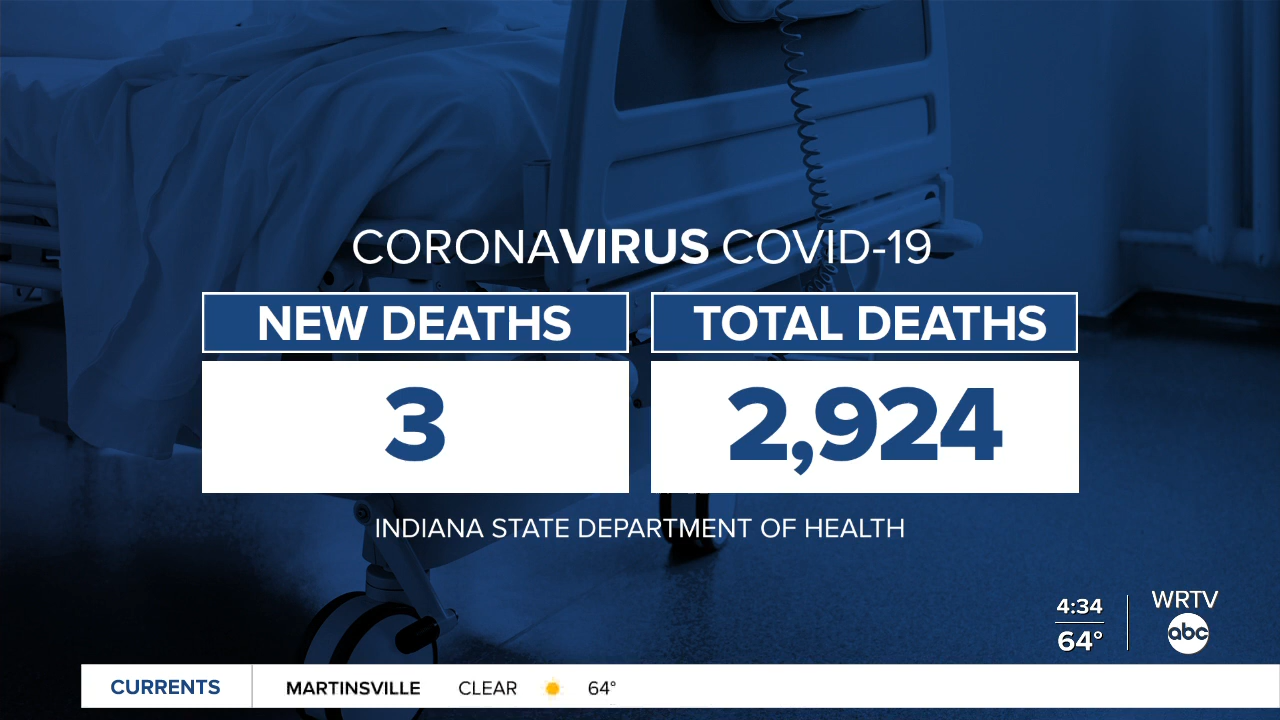 CORONAVIRUS COVID-19
NEW DEATHS
TOTAL DEATHS
3
2,924
INDIANA STATE DEPARTMENT OF HEALTH
4:34
64°
WRTV
abc
CURRENTS
MARTINSVILLE CLEAR 64°